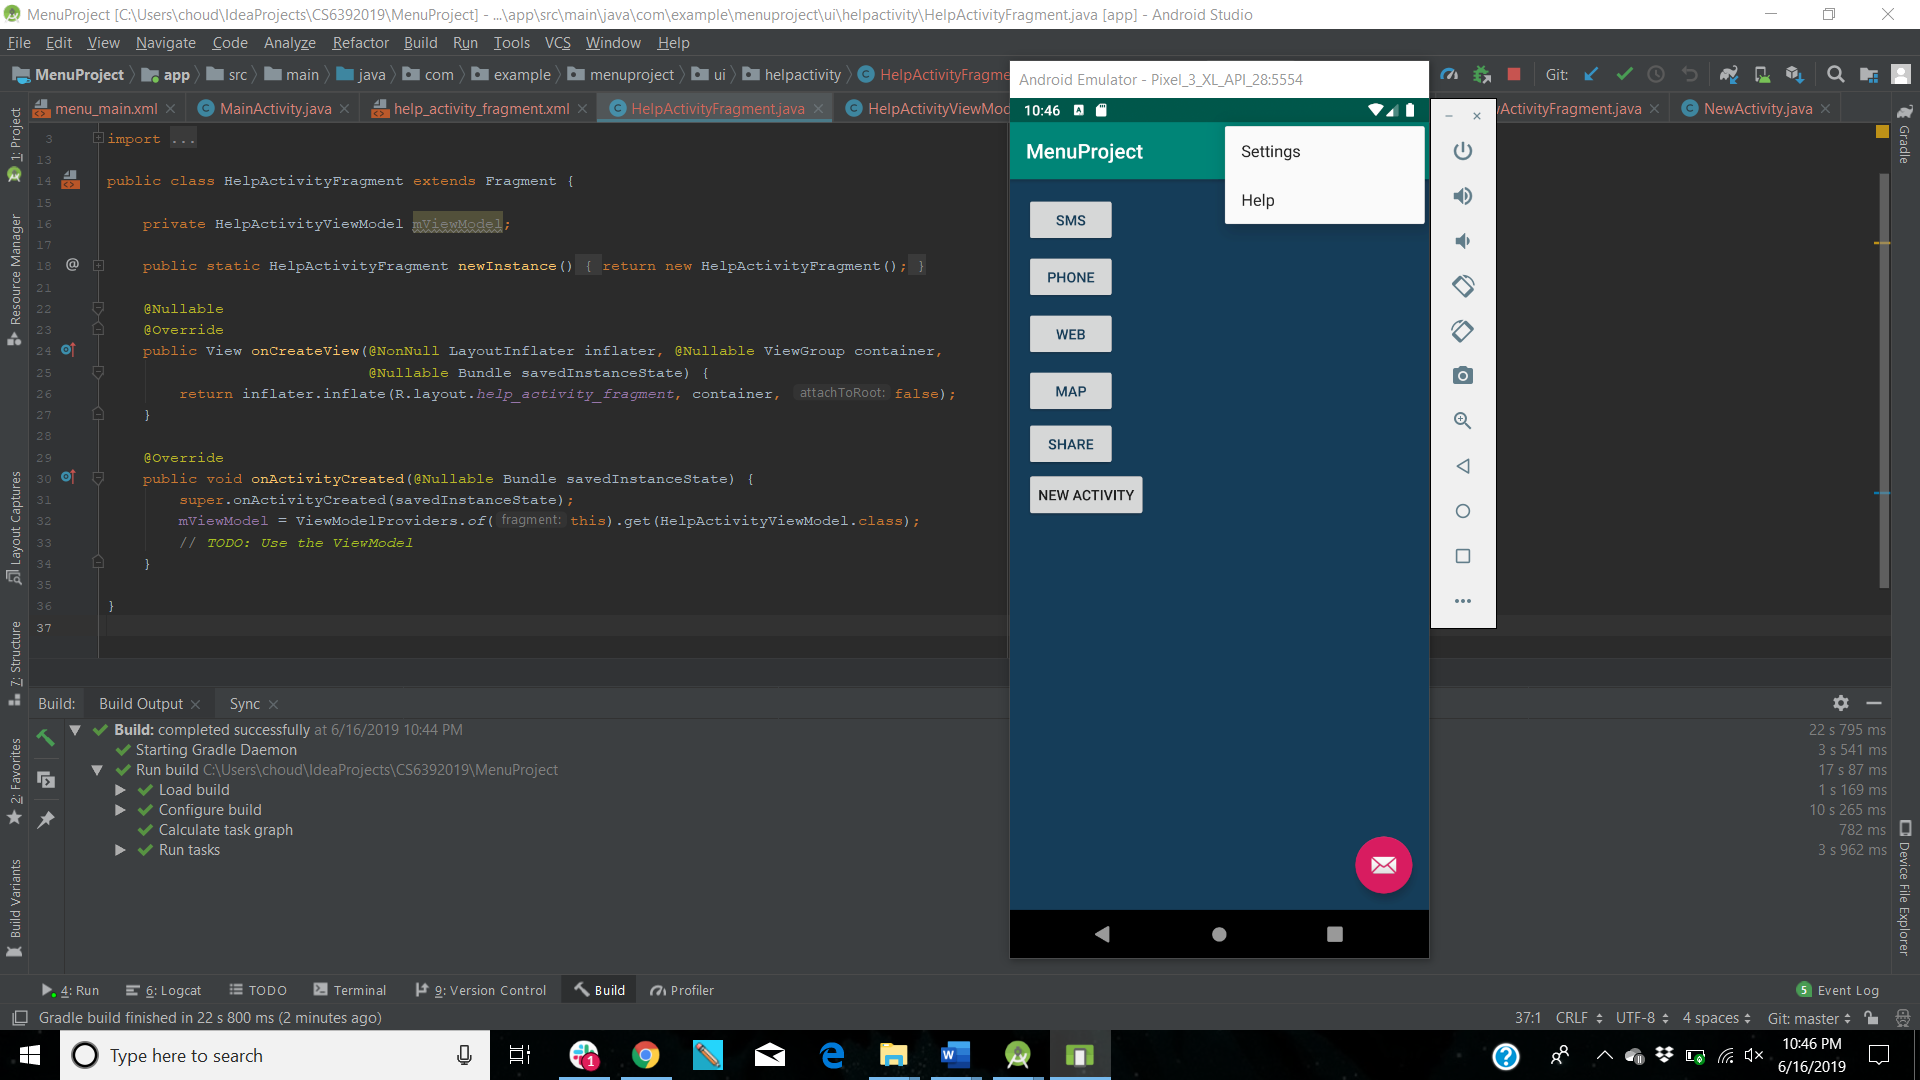 MenuProject [C:\Users\choud\IdeaProjects\CS6392019\MenuProject] - ...\app\src\main\java\com\example\menuproject\ui\helpactivity\HelpActivityFragment.java [app] - Android Studio
File Edit View Navigate Code Analyze Refactor Build Run Tools VCS Window Help
MenuProject app src main java com example menuproject ui helpactivity HelpActivityFragme Git:
menu_main.xml MainActivity.java help_activity_fragment.xml HelpActivityFragment.java HelpActivityViewMod ActivityFragment.java NewActivity.java
3 import ...
13
14 public class HelpActivityFragment extends Fragment {
15
16 private HelpActivityViewModel mViewModel;
17
18 @ public static HelpActivityFragment newInstance() { return new HelpActivityFragment(); }
21
22 @Nullable
23 @Override
24 public View onCreateView(@NonNull LayoutInflater inflater, @Nullable ViewGroup container,
25 @Nullable Bundle savedInstanceState) {
26 return inflater.inflate(R.layout.help_activity_fragment, container, attachToRoot: false);
27 }
28
29 @Override
30 public void onActivityCreated(@Nullable Bundle savedInstanceState) {
31 super.onActivityCreated(savedInstanceState);
32 mViewModel = ViewModelProviders.of( fragment: this).get(HelpActivityViewModel.class);
33 // TODO: Use the ViewModel
34 }
35
36 }
37
1: Project
Resource Manager
Layout Captures
7: Structure
2: Favorites
Build Variants
Gradle
Device File Explorer
Android Emulator - Pixel_3_XL_API_28:5554
10:46
MenuProject
Settings
Help
SMS
PHONE
WEB
MAP
SHARE
NEW ACTIVITY
Build: Build Output Sync
Build: completed successfully at 6/16/2019 10:44 PM 22 s 795 ms
Starting Gradle Daemon 3 s 541 ms
Run build C:\Users\choud\IdeaProjects\CS6392019\MenuProject 17 s 87 ms
Load build 1 s 169 ms
Configure build 10 s 265 ms
Calculate task graph 782 ms
Run tasks 3 s 962 ms
4: Run 6: Logcat TODO Terminal 9: Version Control Build Profiler 5 Event Log
Gradle build finished in 22 s 800 ms (2 minutes ago) 37:1 CRLF UTF-8 4 spaces Git: master
Type here to search 1 10:46 PM
6/16/2019